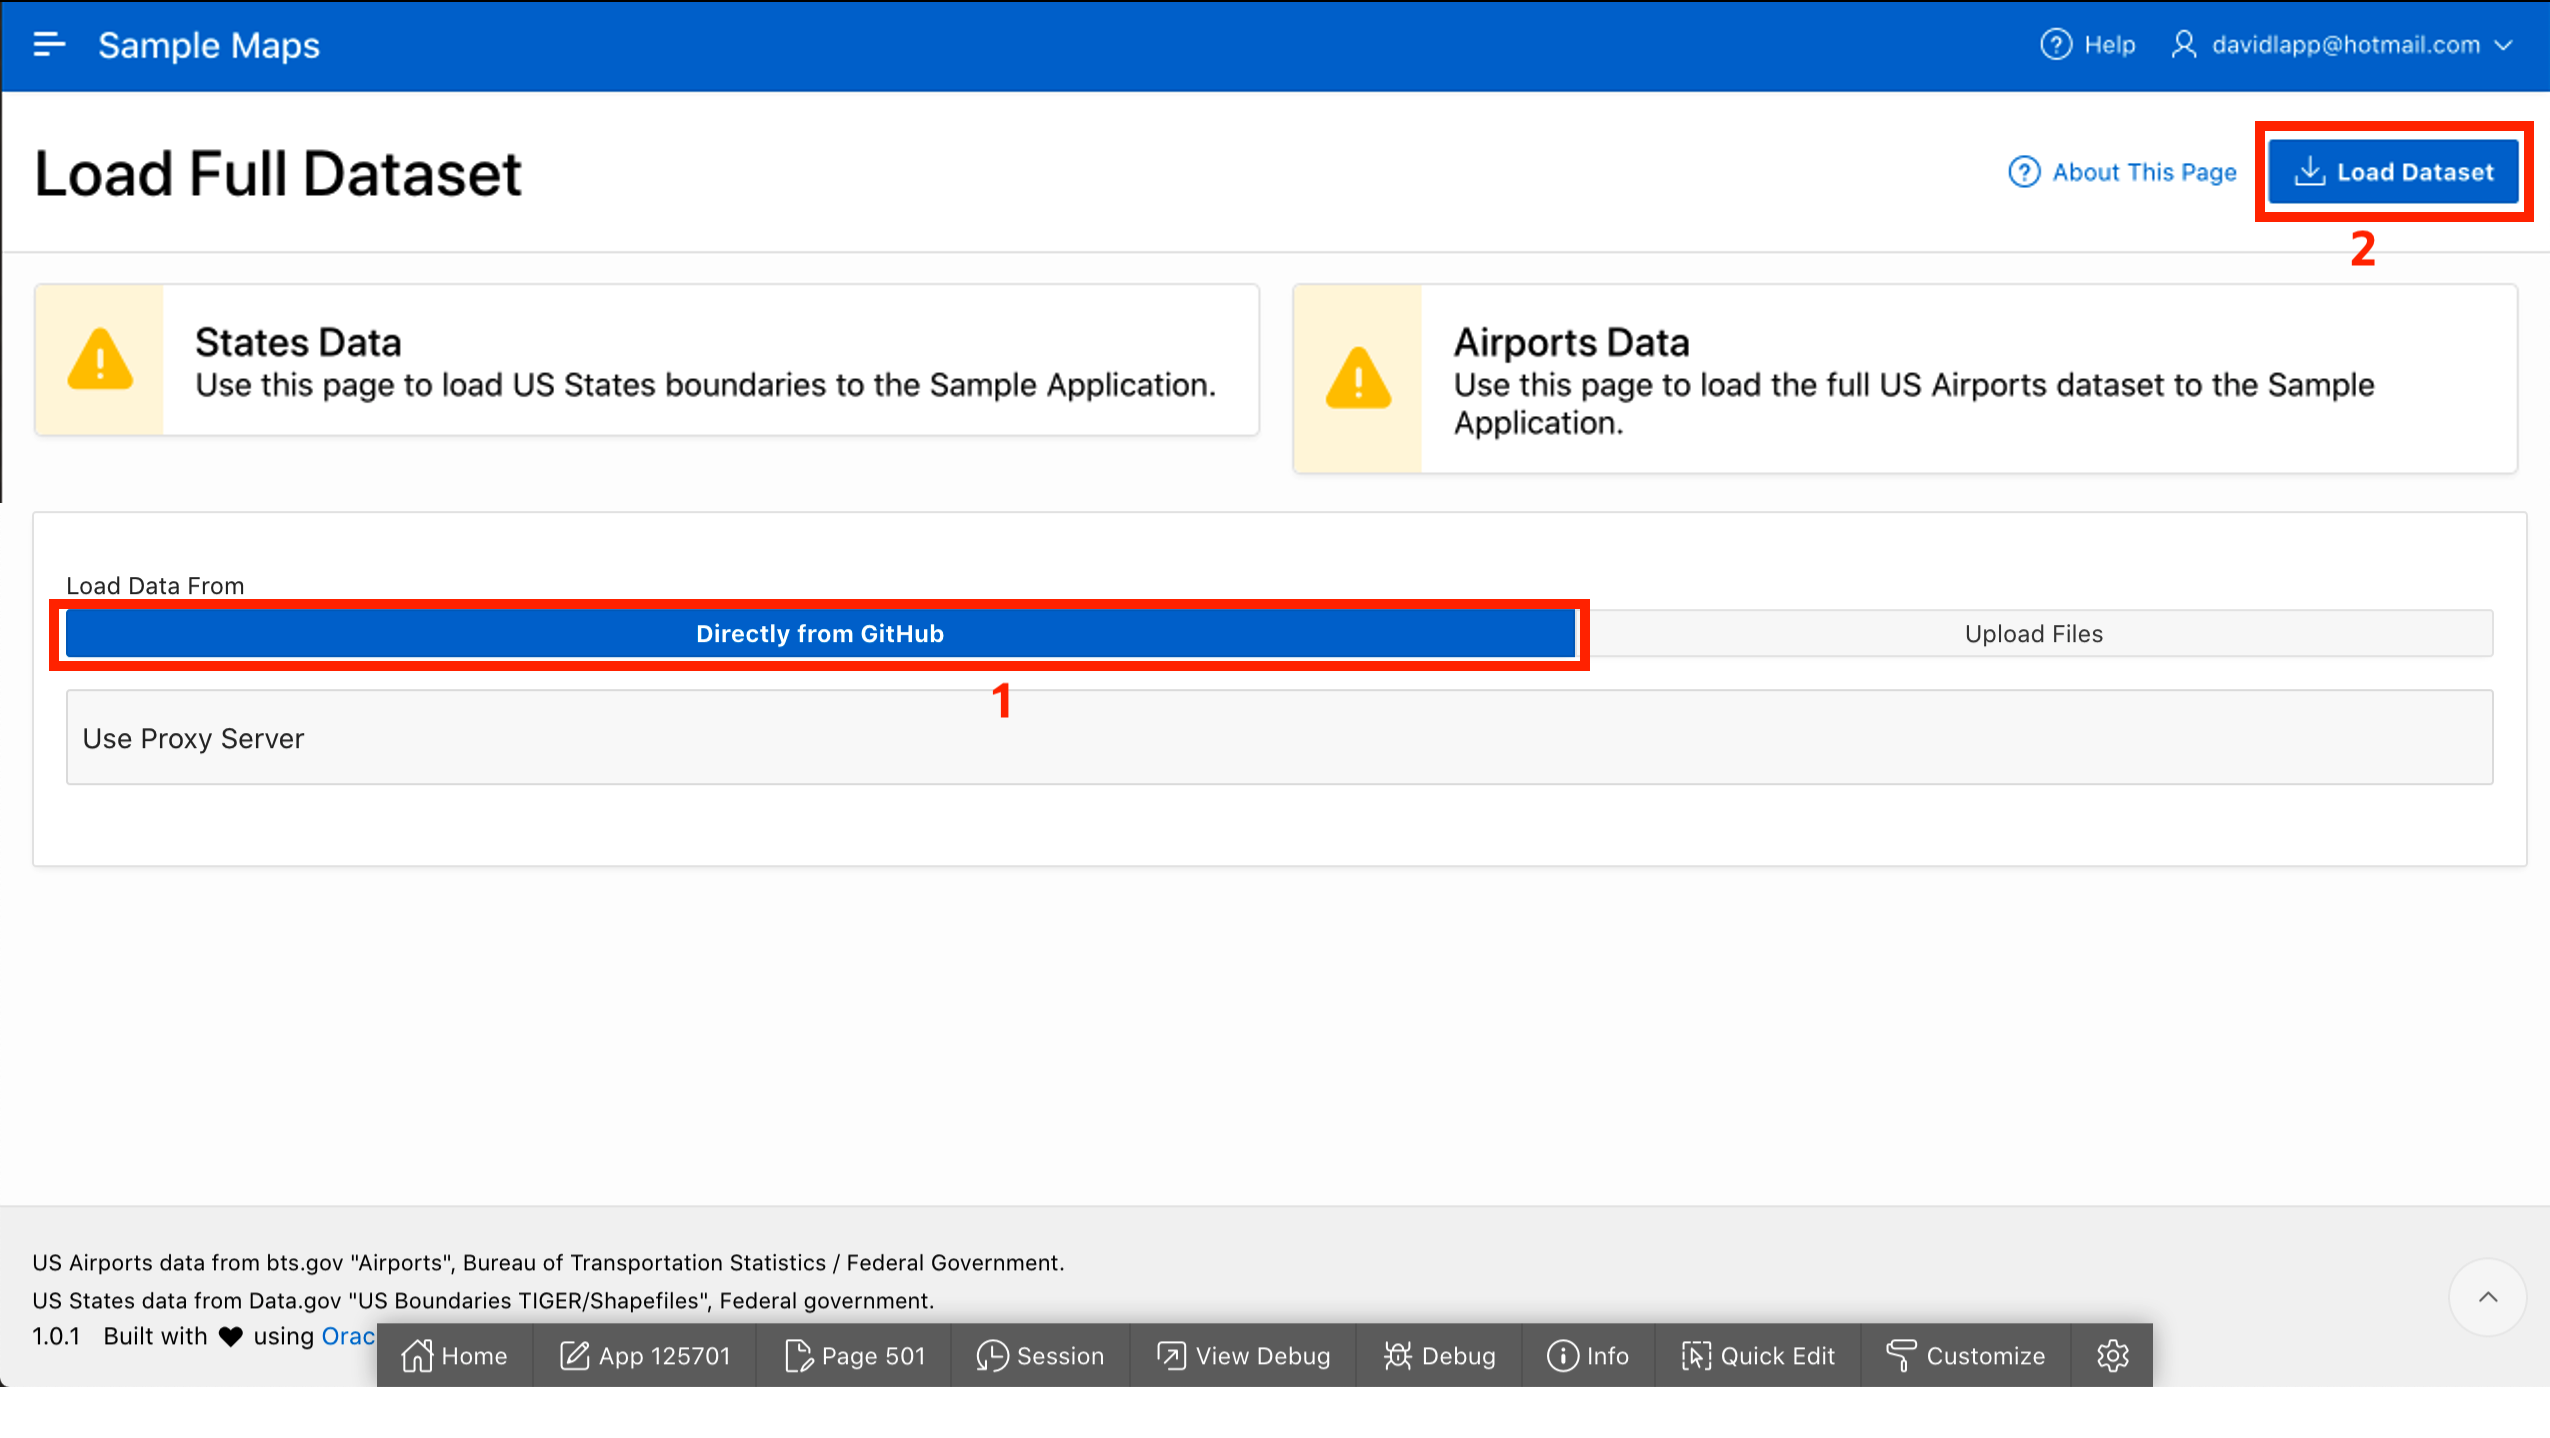 Sample Maps
Help
davidlapp@hotmail.com
Load Full Dataset
About This Page
Load Dataset
2
States Data
Use this page to load US States boundaries to the Sample Application.
Airports Data
Use this page to load the full US Airports dataset to the Sample
Application.
Load Data From
Directly from GitHub
Upload Files
1
Use Proxy Server
US Airports data from bts.gov "Airports", Bureau of Transportation Statistics / Federal Government.
US States data from Data.gov "US Boundaries TIGER/Shapefiles", Federal government.
1.0.1 Built with ♥ using Orac
Home
App 125701
Page 501
Session
View Debug
Debug
Info
Quick Edit
Customize